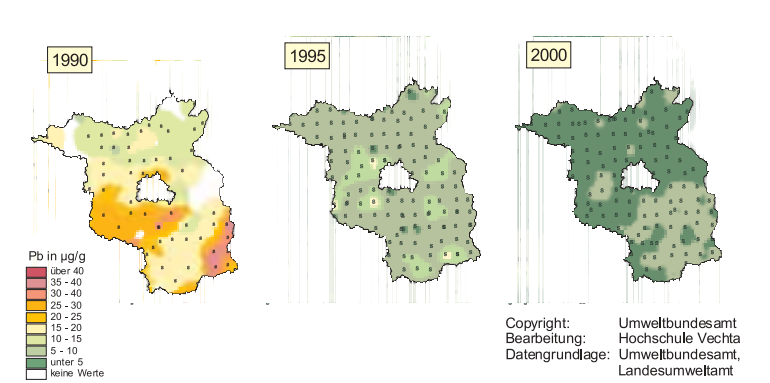 1990
1995
2000
Pb in µg/g
über 40
35 - 40
30 - 40
25 - 30
20 - 25
15 - 20
10 - 15
5 - 10
unter 5
keine Werte
Copyright: Umweltbundesamt
Bearbeitung: Hochschule Vechta
Datengrundlage: Umweltbundesamt,
Landesumweltamt